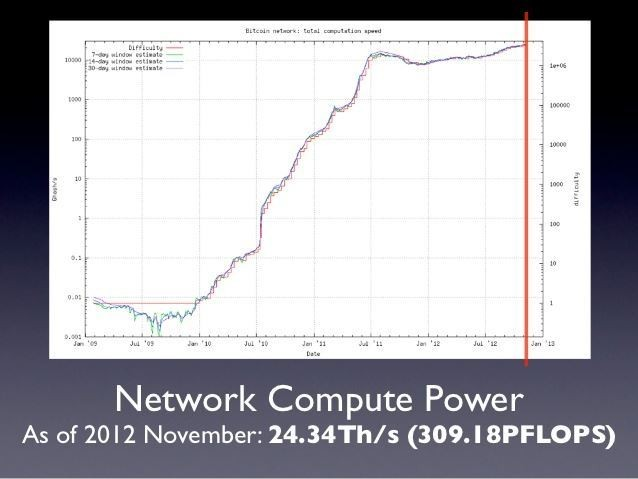 Bitcoin network: total computation speed
Difficulty
7-day window estimate
14-day window estimate
30-day window estimate
10000
1000
100
10
1
0.1
0.01
0.001
Ghash/s
1e+06
100000
10000
1000
100
10
1
difficulty
Jan '09 Jul '09 Jan '10 Jul '10 Jan '11 Jul '11 Jan '12 Jul '12 Jan '13
Date
Network Compute Power
As of 2012 November: 24.34Th/s (309.18PFLOPS)